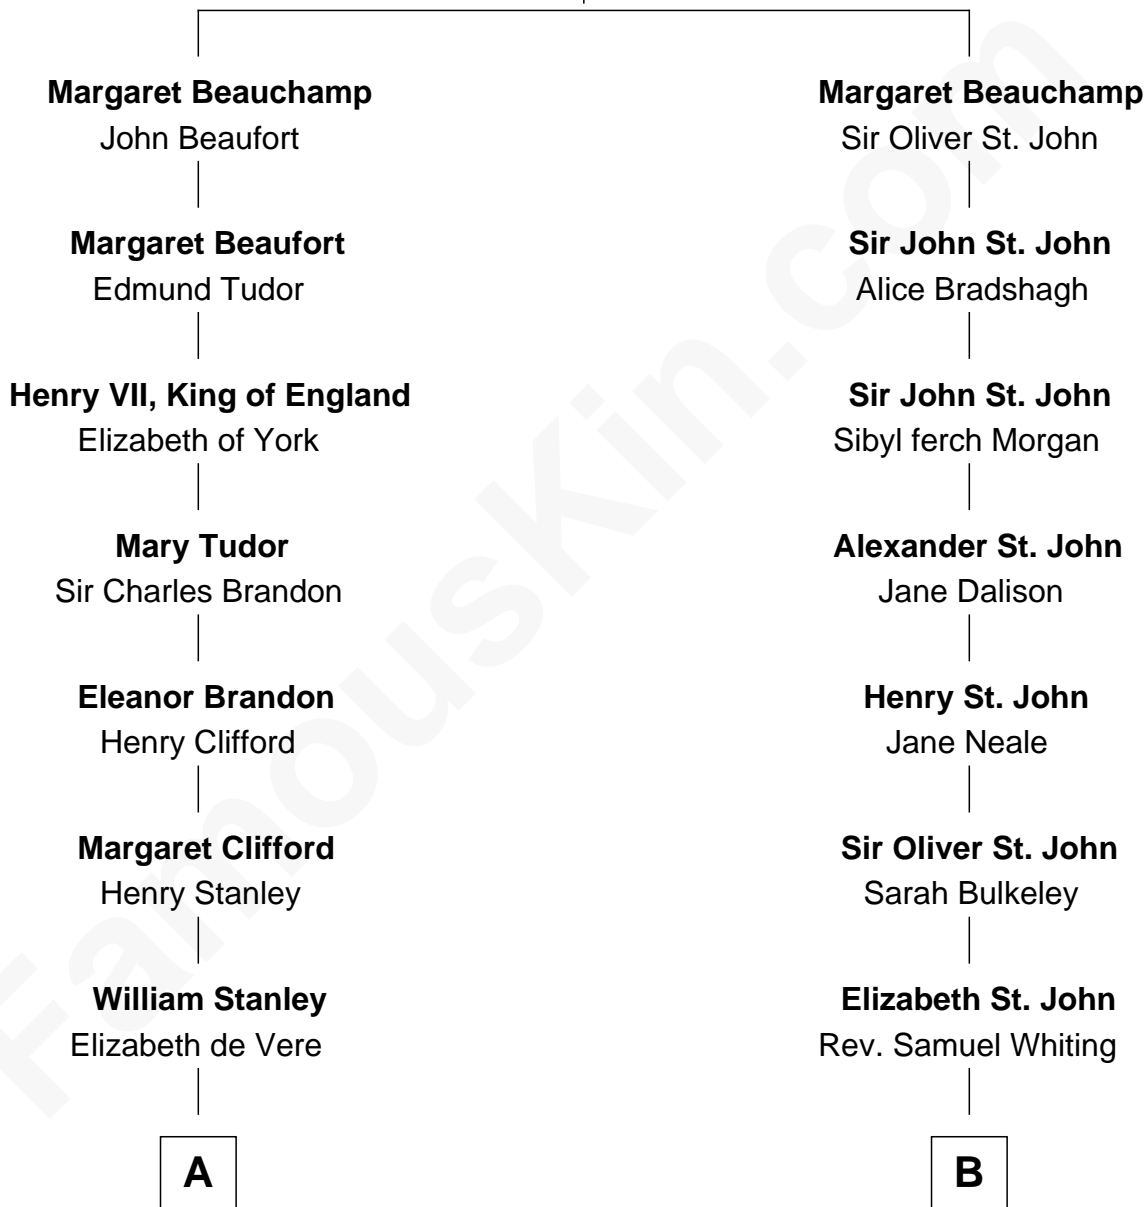 Margaret Beauchamp
John Beaufort
Margaret Beaufort
Edmund Tudor
Henry VII, King of England
Elizabeth of York
Mary Tudor
Sir Charles Brandon
Eleanor Brandon
Henry Clifford
Margaret Clifford
Henry Stanley
William Stanley
Elizabeth de Vere
A
Margaret Beauchamp
Sir Oliver St. John
Sir John St. John
Alice Bradshagh
Sir John St. John
Sibyl ferch Morgan
Alexander St. John
Jane Dalison
Henry St. John
Jane Neale
Sir Oliver St. John
Sarah Bulkeley
Elizabeth St. John
Rev. Samuel Whiting
B
FamousKin.com